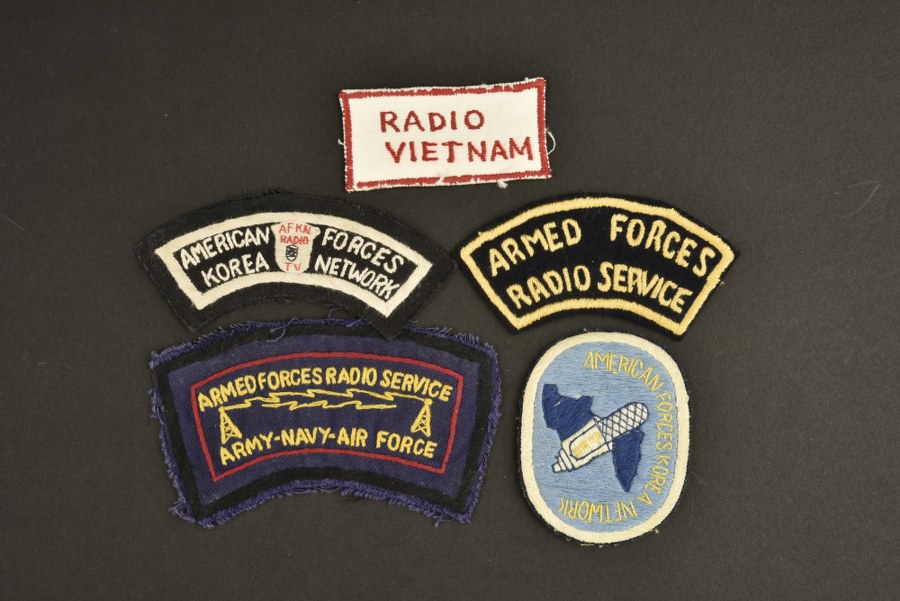 RADIO
VIETNAM
AMERICAN FORCES
KOREA NETWORK
AFKN
RADIO
TV
ARMED FORCES
RADIO SERVICE
ARMED FORCES RADIO SERVICE
ARMY-NAVY-AIR FORCE
AMERICAN FORCES KOREA NETWORK